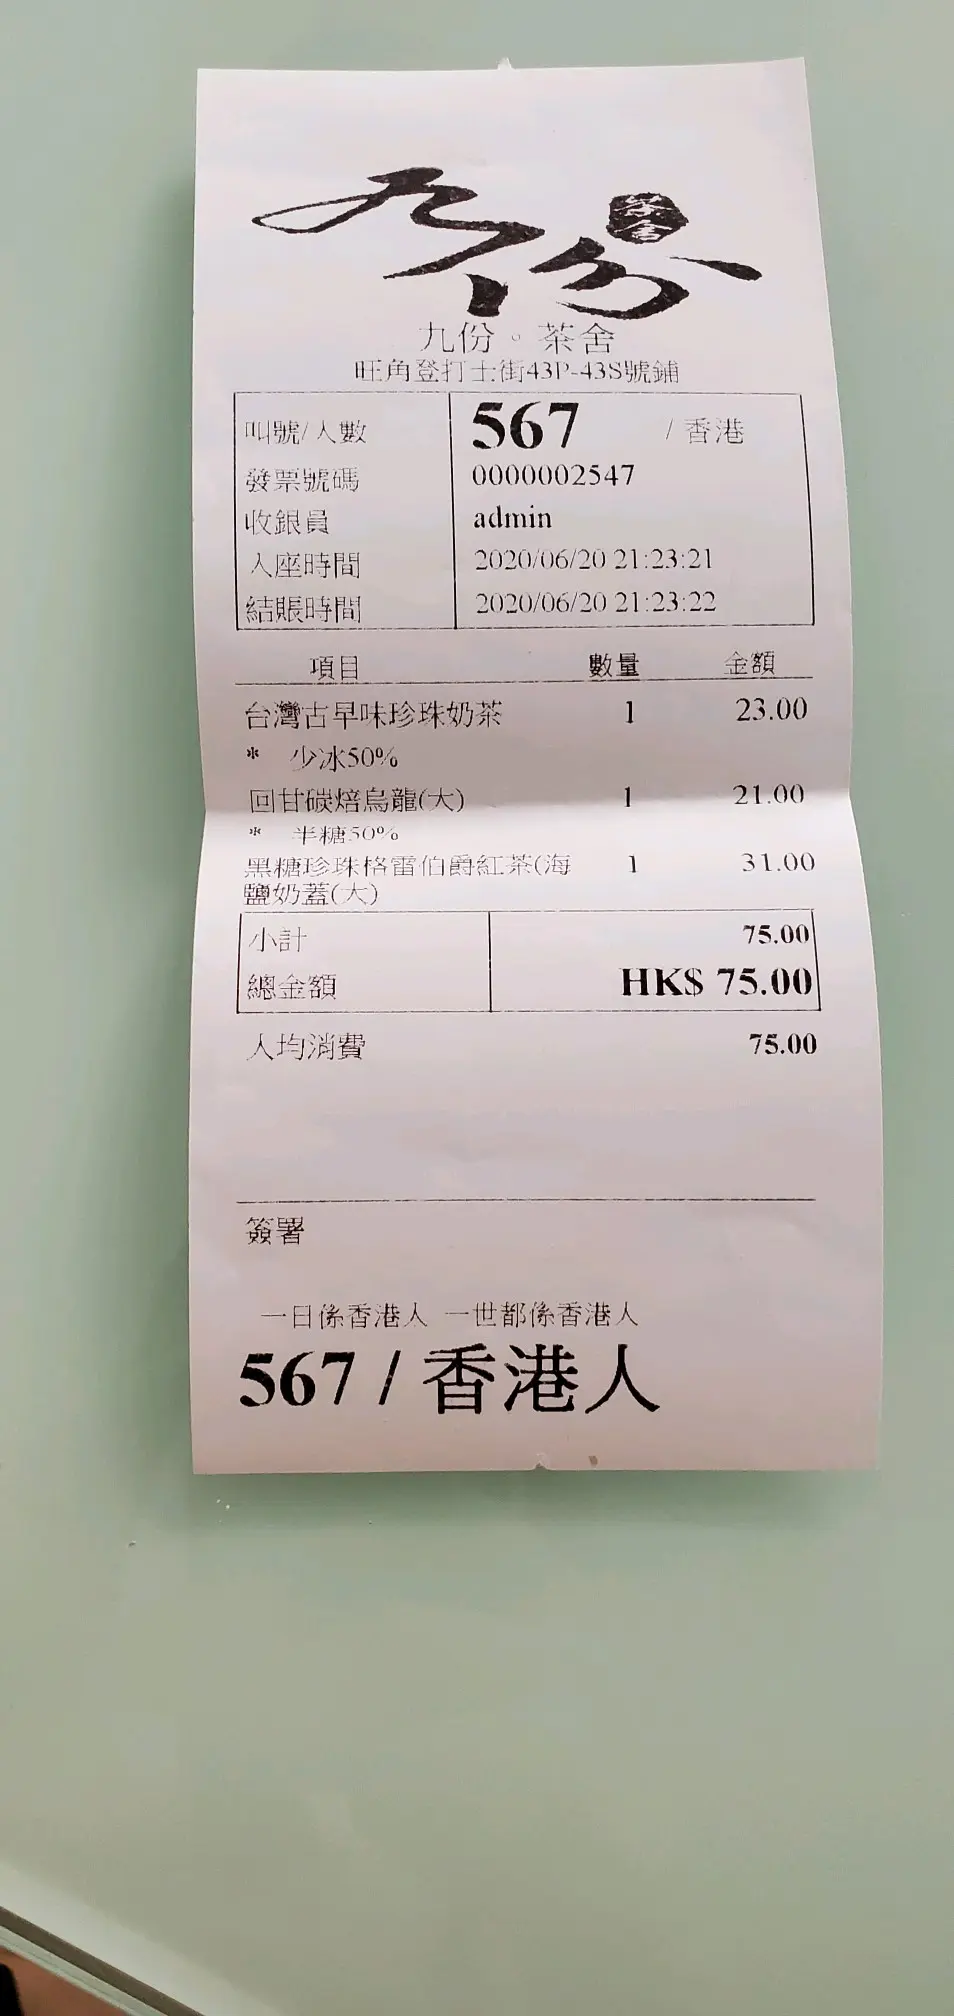 九份
茶舍
九份。茶舍
旺角登打士街43P-43S號鋪
叫號/人數 567 / 香港
發票號碼 0000002547
收銀員 admin
入座時間 2020/06/20 21:23:21
結賬時間 2020/06/20 21:23:22
項目 數量 金額
台灣古早味珍珠奶茶 1 23.00
* 少冰50%
回甘碳焙烏龍(大) 1 21.00
* 半糖50%
黑糖珍珠格雷伯爵紅茶(海 1 31.00
鹽奶蓋(大)
小計 75.00
總金額 HK$ 75.00
人均消費 75.00
簽署
一日係香港人 一世都係香港人
567 / 香港人